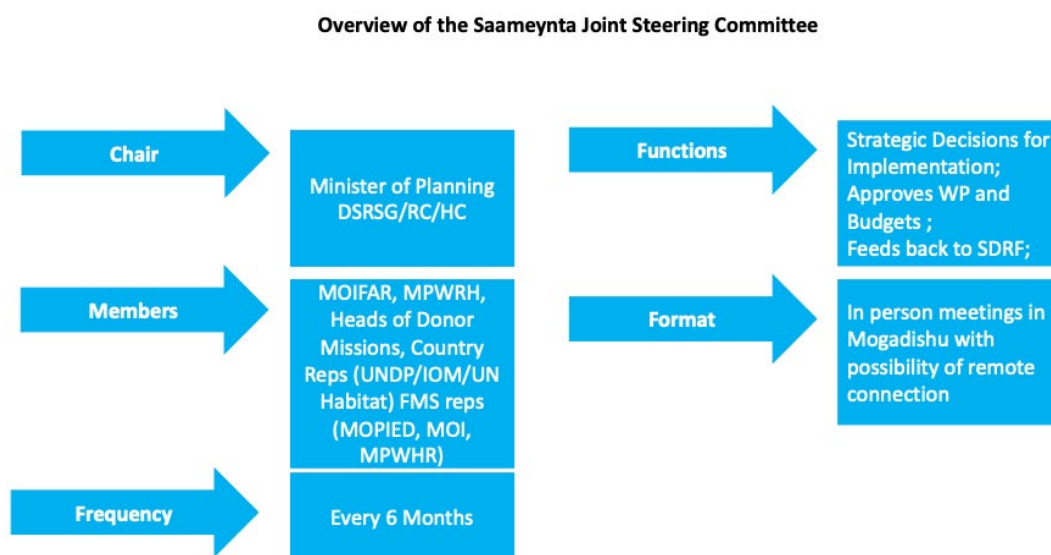 Overview of the Saameynta Joint Steering Committee
Chair
Minister of Planning
DSRSG/RC/HC
Members
MOIFAR, MPWRH,
Heads of Donor
Missions, Country
Reps (UNDP/IOM/UN
Habitat) FMS reps
(MOPIED, MOI,
MPWHR)
Frequency
Every 6 Months
Functions
Strategic Decisions for
Implementation;
Approves WP and
Budgets ;
Feeds back to SDRF;
Format
In person meetings in
Mogadishu with
possibility of remote
connection